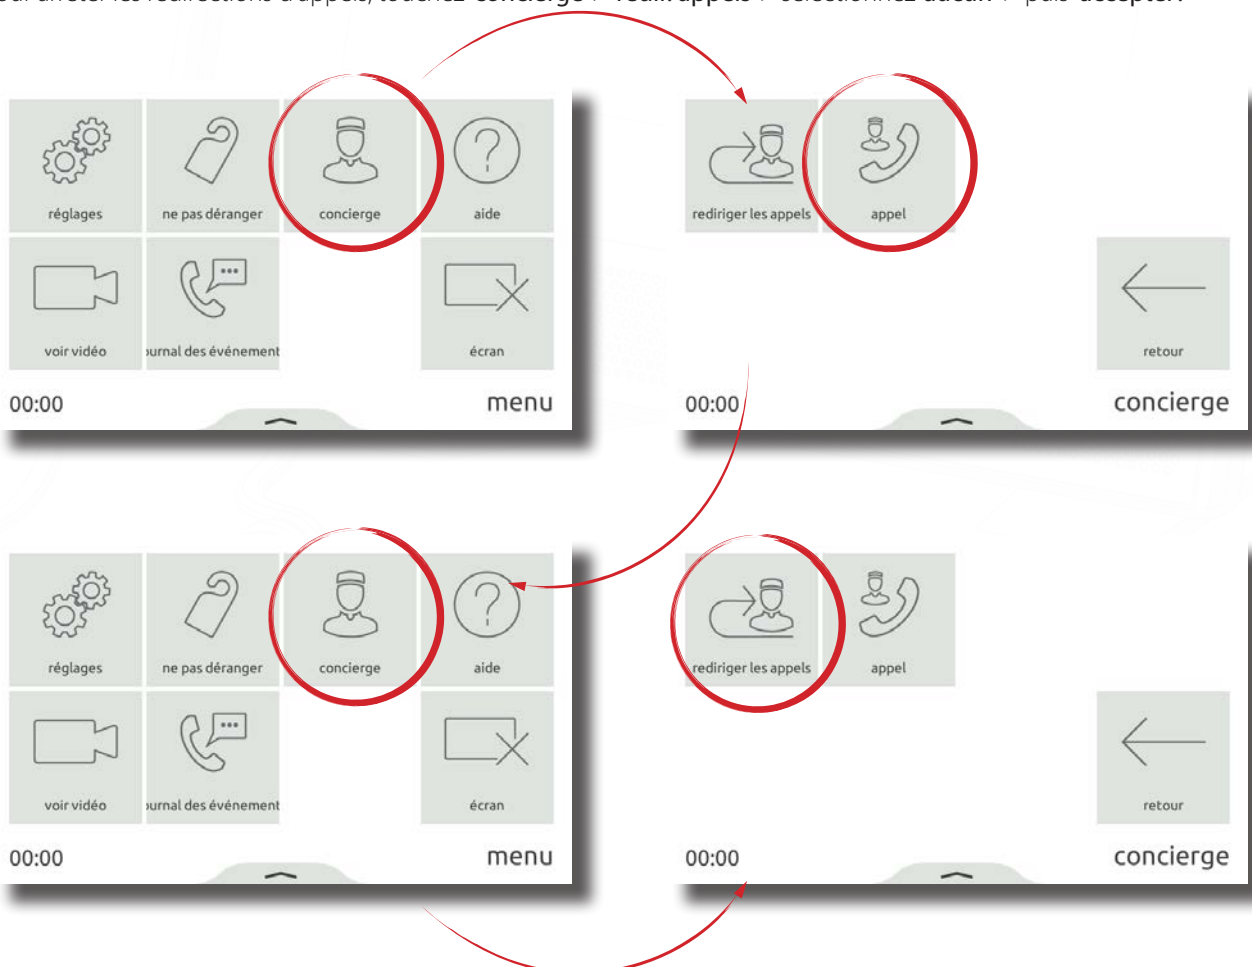 réglages ne pas déranger concierge aide
rediriger les appels appel
voir vidéo ournal des événement écran
retour
00:00 menu
00:00 concierge
réglages ne pas déranger concierge aide
rediriger les appels appel
voir vidéo ournal des événement écran
retour
00:00 menu
00:00 concierge